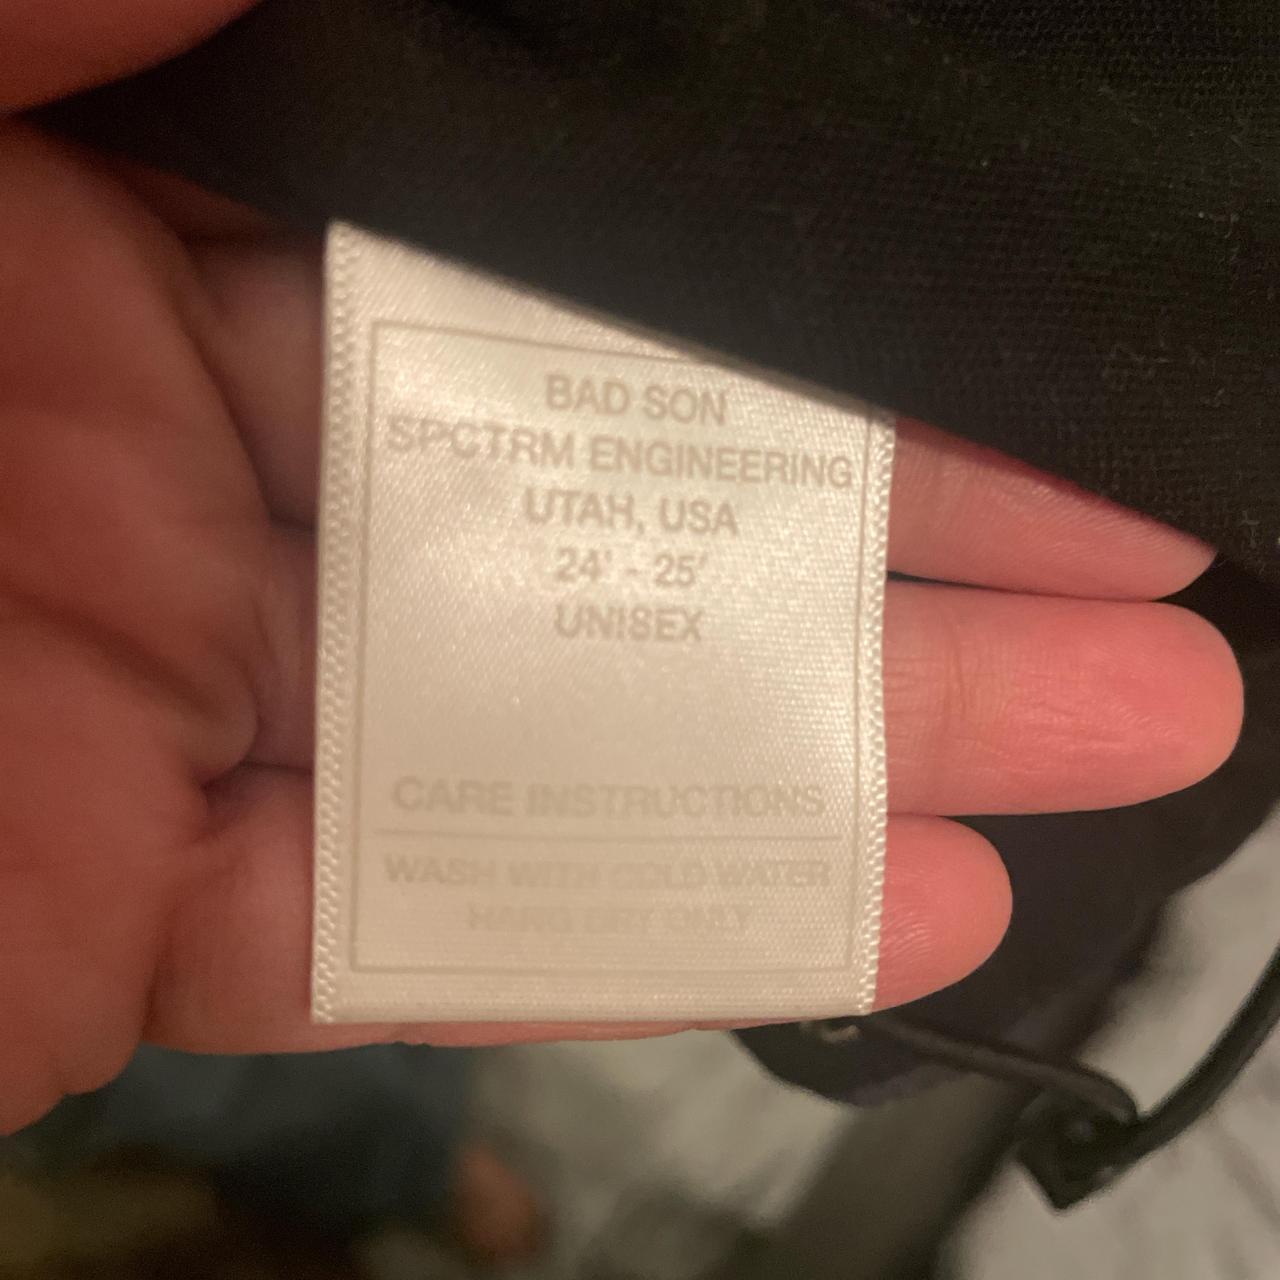 BAD SON
SPCTRM ENGINEERING
UTAH, USA
24' - 25'
UNISEX
CARE INSTRUCTIONS
WASH WITH COLD WATER
HANG DRY ONLY